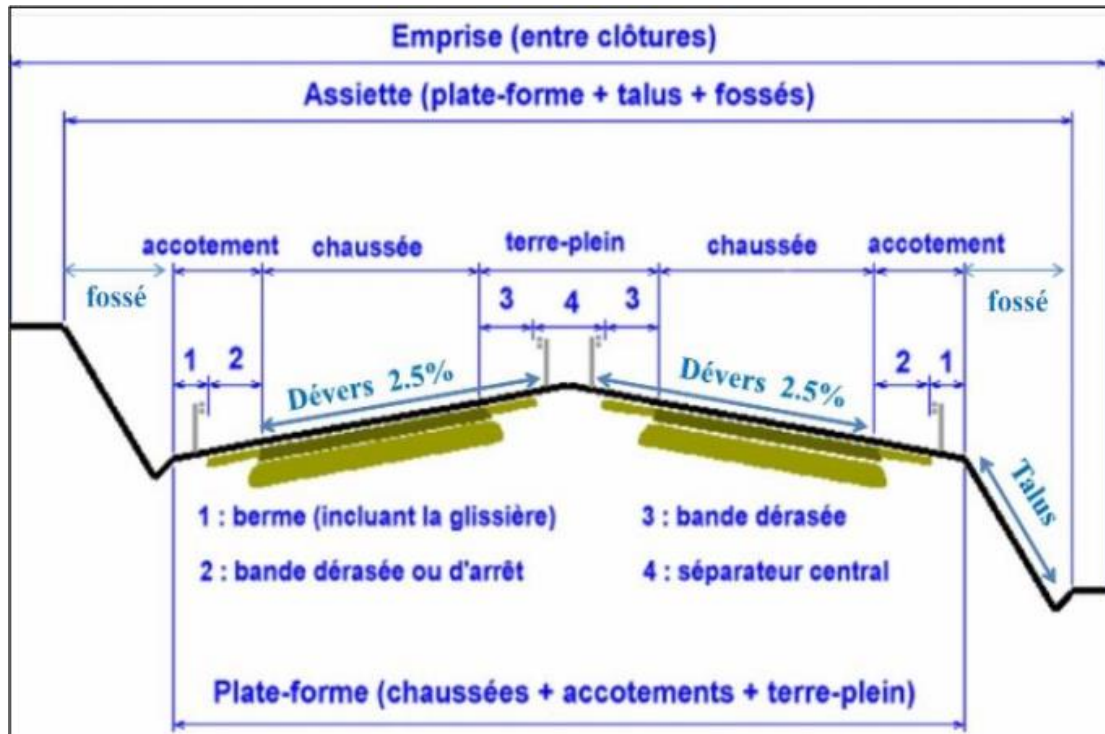 Emprise (entre clôtures)
Assiette (plate-forme + talus + fossés)
accotement chaussée terre-plein chaussée accotement
fossé fossé
3 4 3
1 2 2 1
Dévers 2.5% Dévers 2.5%
Talus
1 : berme (incluant la glissière) 3 : bande dérasée
2 : bande dérasée ou d'arrêt 4 : séparateur central
Plate-forme (chaussées + accotements + terre-plein)